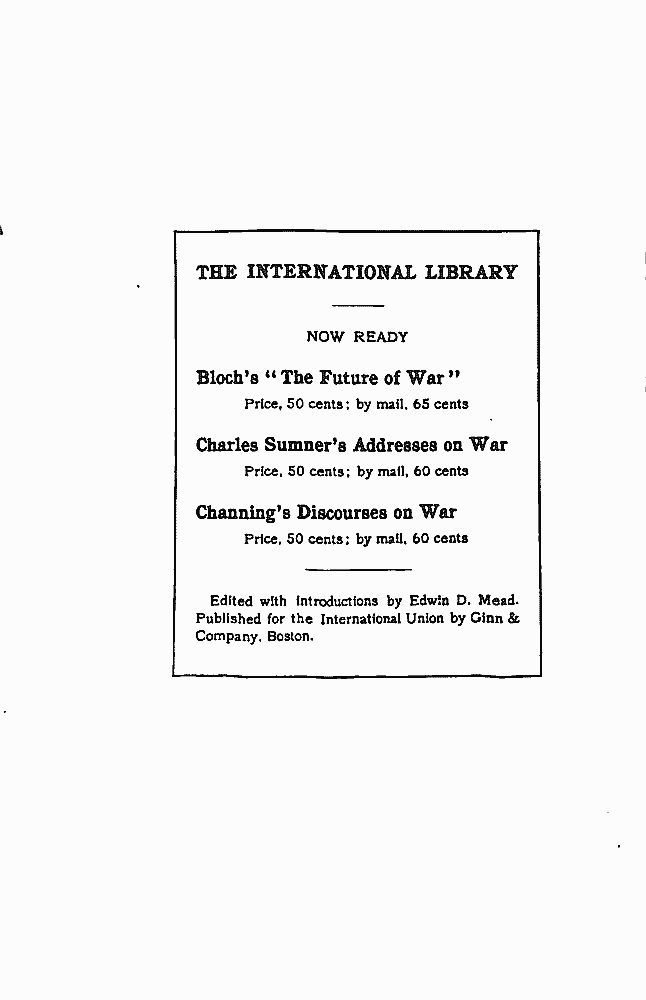 THE INTERNATIONAL LIBRARY
NOW READY
Bloch's “The Future of War”
Price, 50 cents; by mail, 65 cents
Charles Sumner's Addresses on War
Price, 50 cents; by mail, 60 cents
Channing's Discourses on War
Price, 50 cents; by mail, 60 cents
Edited with introductions by Edwin D. Mead.
Published for the International Union by Ginn &
Company, Boston.